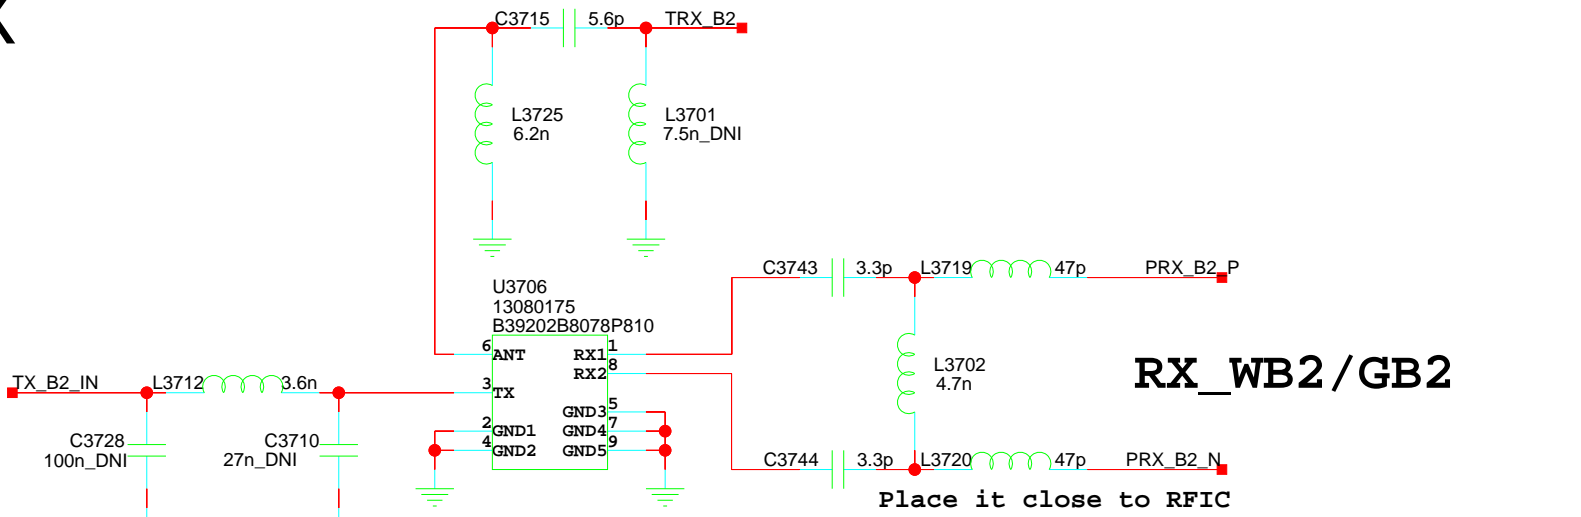 C3715 5.6p TRX_B2
L3725 L3701
6.2n 7.5n_DNI
C3743 3.3p L3719 47p PRX_B2_P
U3706
13080175
B39202B8078P810
6 ANT RX1 1
RX2 8
L3702
4.7n
RX_WB2/GB2
TX_B2_IN L3712 3.6n 3 TX
GND3 5
2 GND1 GND4 7
4 GND2 GND5 9
C3728 C3710
100n_DNI 27n_DNI
C3744 3.3p L3720 47p PRX_B2_N
Place it close to RFIC